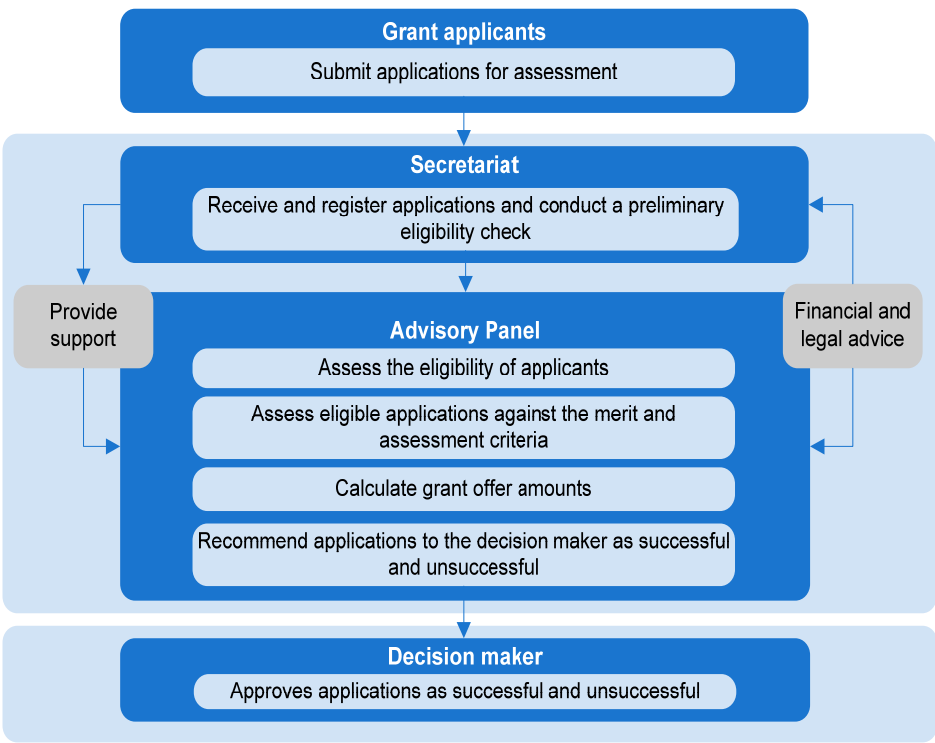 Grant applicants
Submit applications for assessment
Secretariat
Receive and register applications and conduct a preliminary
eligibility check
Provide
support
Financial and
legal advice
Advisory Panel
Assess the eligibility of applicants
Assess eligible applications against the merit and
assessment criteria
Calculate grant offer amounts
Recommend applications to the decision maker as successful
and unsuccessful
Decision maker
Approves applications as successful and unsuccessful